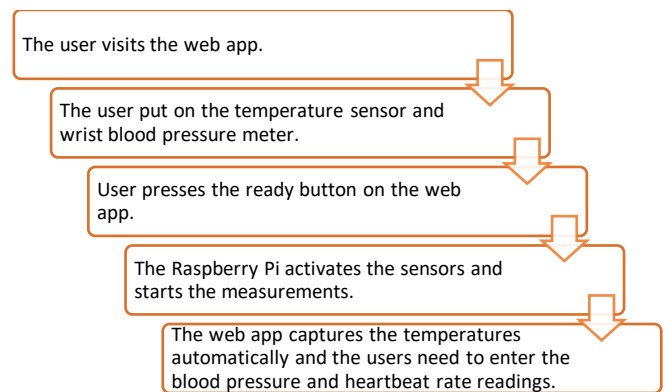 The user visits the web app.
The user put on the temperature sensor and
wrist blood pressure meter.
User presses the ready button on the web
app.
The Raspberry Pi activates the sensors and
starts the measurements.
The web app captures the temperatures
automatically and the users need to enter the
blood pressure and heartbeat rate readings.